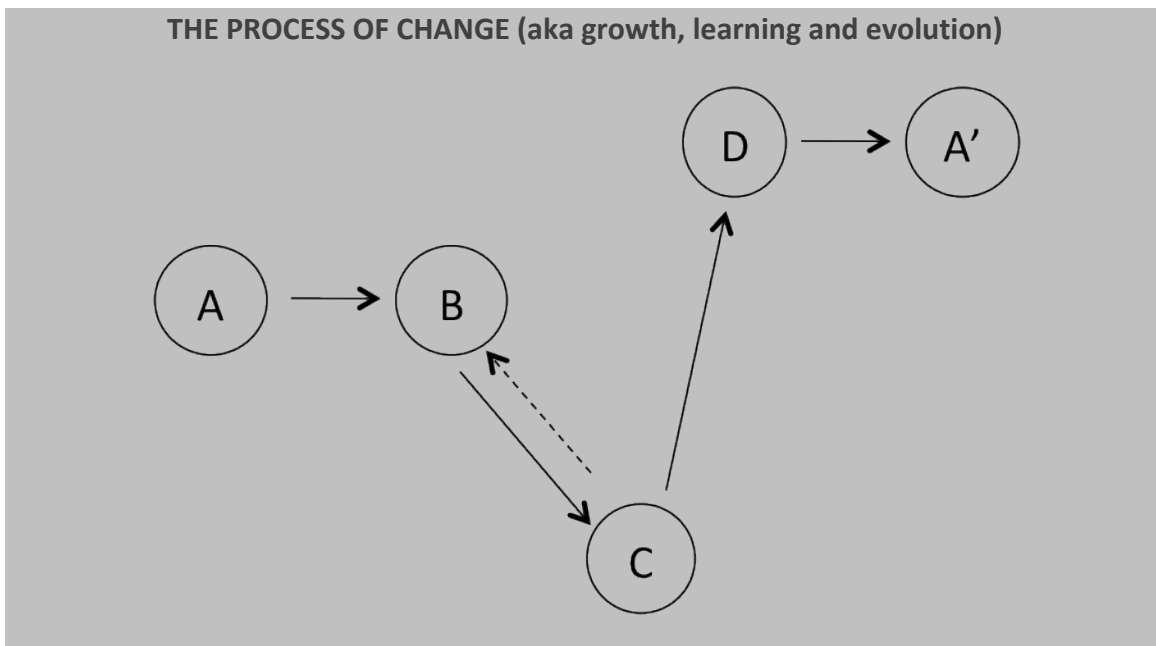 THE PROCESS OF CHANGE (aka growth, learning and evolution)
D
A’
A
B
C